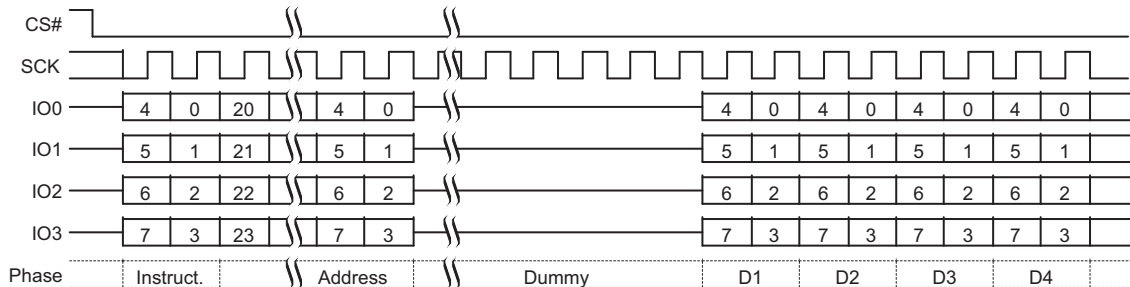 CS#
SCK
IO0 4 0 20 4 0 4 0 4 0 4 0 4 0
IO1 5 1 21 5 1 5 1 5 1 5 1 5 1
IO2 6 2 22 6 2 6 2 6 2 6 2 6 2
IO3 7 3 23 7 3 7 3 7 3 7 3 7 3
Phase Instruct. Address Dummy D1 D2 D3 D4